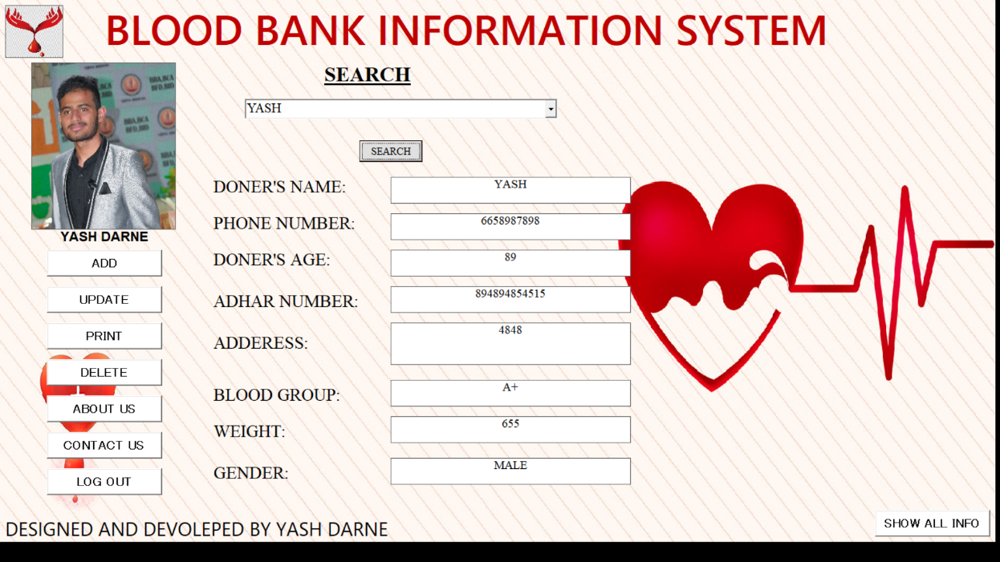 BLOOD BANK INFORMATION SYSTEM
SEARCH
YASH
SEARCH
YASH DARNE
ADD
UPDATE
PRINT
DELETE
ABOUT US
CONTACT US
LOG OUT
DONER'S NAME: YASH
PHONE NUMBER: 6658987898
DONER'S AGE: 89
ADHAR NUMBER: 894894854515
ADDERESS: 4848
BLOOD GROUP: A+
WEIGHT: 655
GENDER: MALE
DESIGNED AND DEVOLEPED BY YASH DARNE
SHOW ALL INFO